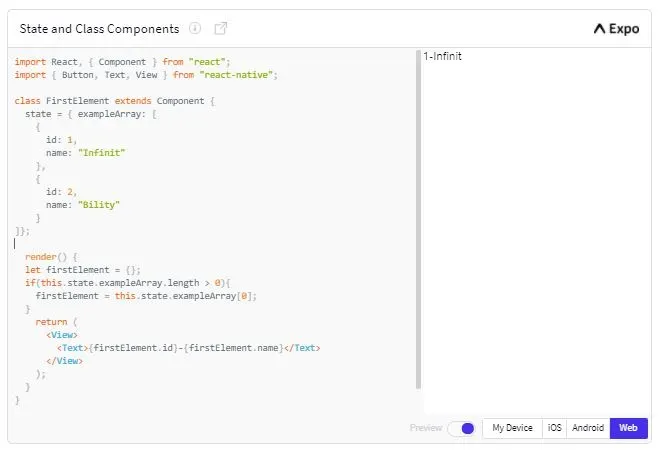 State and Class Components
Expo
import React, { Component } from "react";
import { Button, Text, View } from "react-native";
class FirstElement extends Component {
state = { exampleArray: [
{
id: 1,
name: "Infinit"
},
{
id: 2,
name: "Bility"
}
]};
render() {
let firstElement = {};
if(this.state.exampleArray.length > 0){
firstElement = this.state.exampleArray[0];
}
return (
<View>
<Text>{firstElement.id}-{firstElement.name}</Text>
</View>
);
}
}
1-Infinit
Preview My Device iOS Android Web